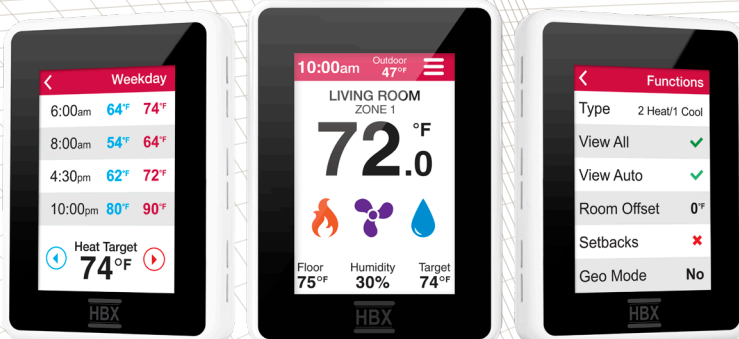 Weekday
6:00am 64°F 74°F
8:00am 54°F 64°F
4:30pm 62°F 72°F
10:00pm 80°F 90°F
Heat Target
74°F
HBX
10:00am Outdoor 47°F
LIVING ROOM
ZONE 1
72.0 °F
Floor Humidity Target
75°F 30% 74°F
HBX
Functions
Type 2 Heat/1 Cool
View All
View Auto
Room Offset 0°F
Setbacks
Geo Mode No
HBX